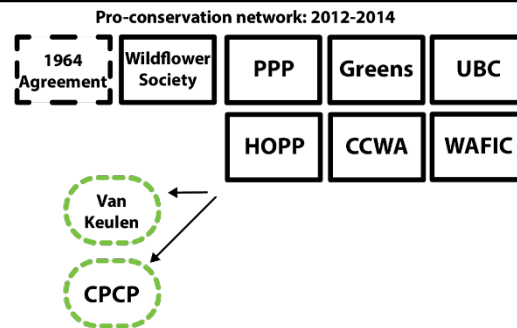 Pro-conservation network: 2012-2014
1964
Agreement
Wildflower
Society
PPP
Greens
UBC
HOPP
CCWA
WAFIC
Van
Keulen
CPCP